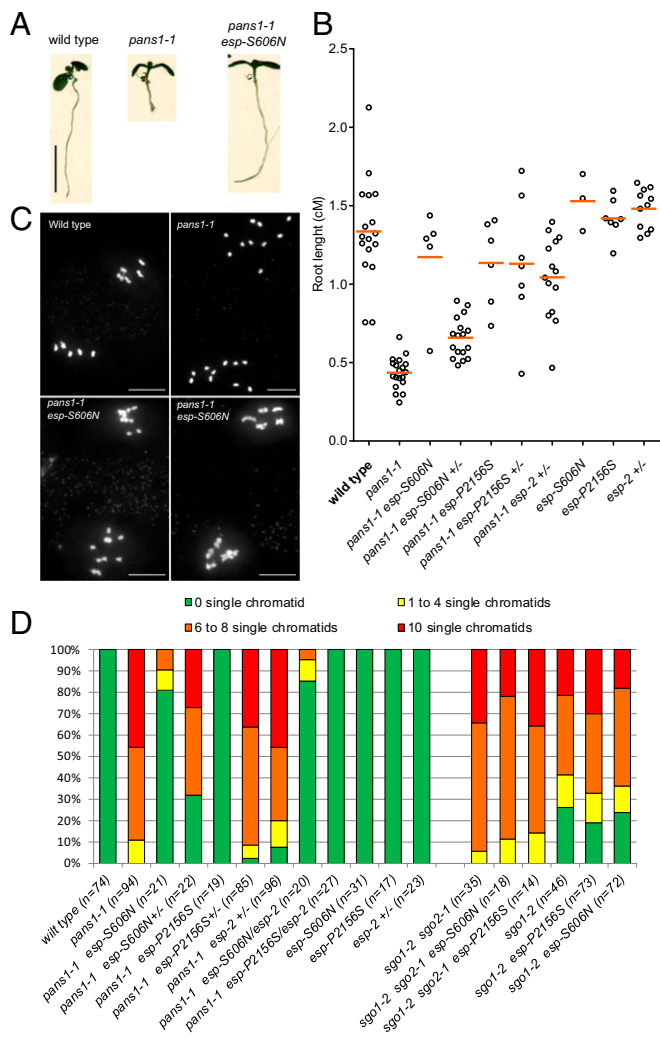 A
wild type
pans1-1
pans1-1
esp-S606N
B
Root lenght (cM)
2.5
2.0
1.5
1.0
0.5
0.0
wild type
pans1-1
pans1-1 esp-S606N
pans1-1 esp-S606N +/-
pans1-1 esp-P2156S
pans1-1 esp-P2156S +/-
pans1-1 esp-2 +/-
esp-S606N
esp-P2156S
esp-2 +/-
C
Wild type
pans1-1
pans1-1
esp-S606N
pans1-1
esp-S606N
0 single chromatid
1 to 4 single chromatids
6 to 8 single chromatids
10 single chromatids
D
100%
90%
80%
70%
60%
50%
40%
30%
20%
10%
0%
wild type (n=74)
pans1-1 (n=94)
pans1-1 esp-S606N (n=21)
pans1-1 esp-S606N+/- (n=22)
pans1-1 esp-P2156S (n=19)
pans1-1 esp-P2156S+/- (n=85)
pans1-1 esp-2 +/- (n=96)
pans1-1 esp-S606N/esp-2 (n=20)
pans1-1 esp-P2156S/esp-2 (n=27)
esp-S606N (n=31)
esp-P2156S (n=17)
esp-2 +/- (n=23)
sgo1-2 sgo2-1 (n=35)
sgo1-2 sgo2-1 esp-S606N (n=18)
sgo1-2 sgo2-1 esp-P2156S (n=14)
sgo1-2 (n=46)
sgo1-2 esp-P2156S (n=73)
sgo1-2 esp-S606N (n=72)